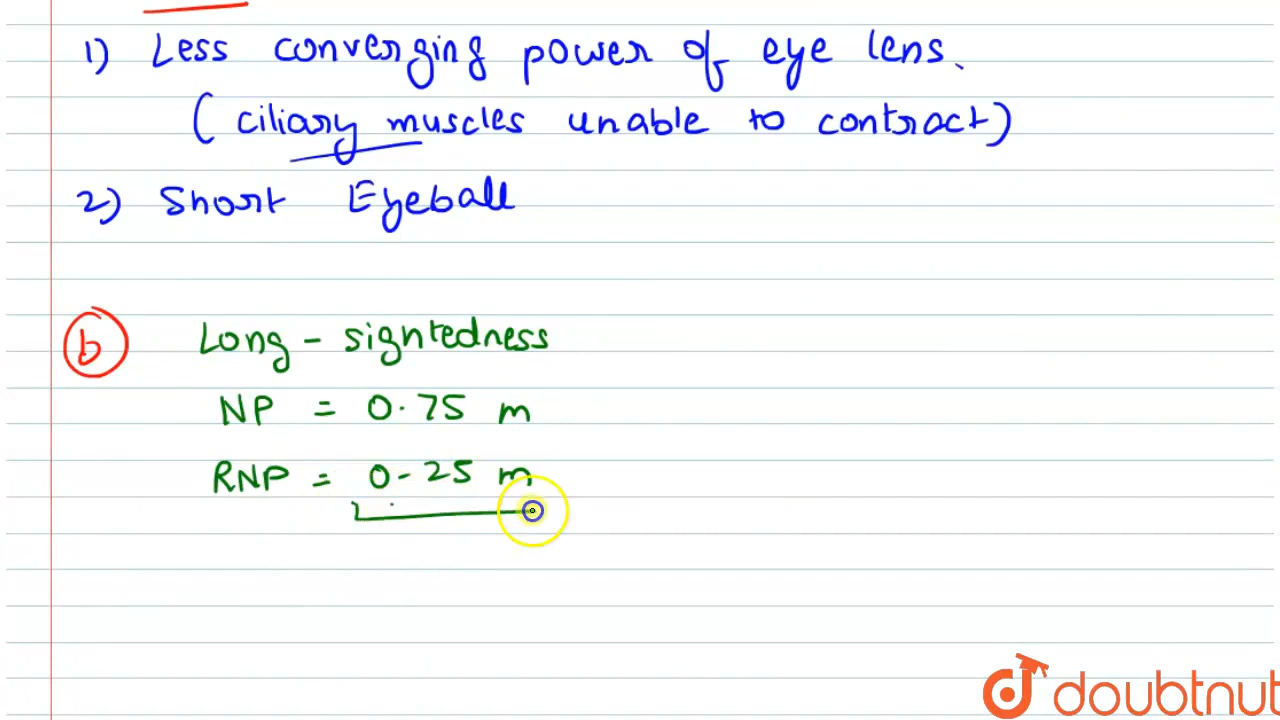 1) Less converging power of eye lens.
( ciliary muscles unable to contract)
2) Short Eyeball
b Long - sightedness
NP = 0.75 m
RNP = 0.25 m
doubtnut